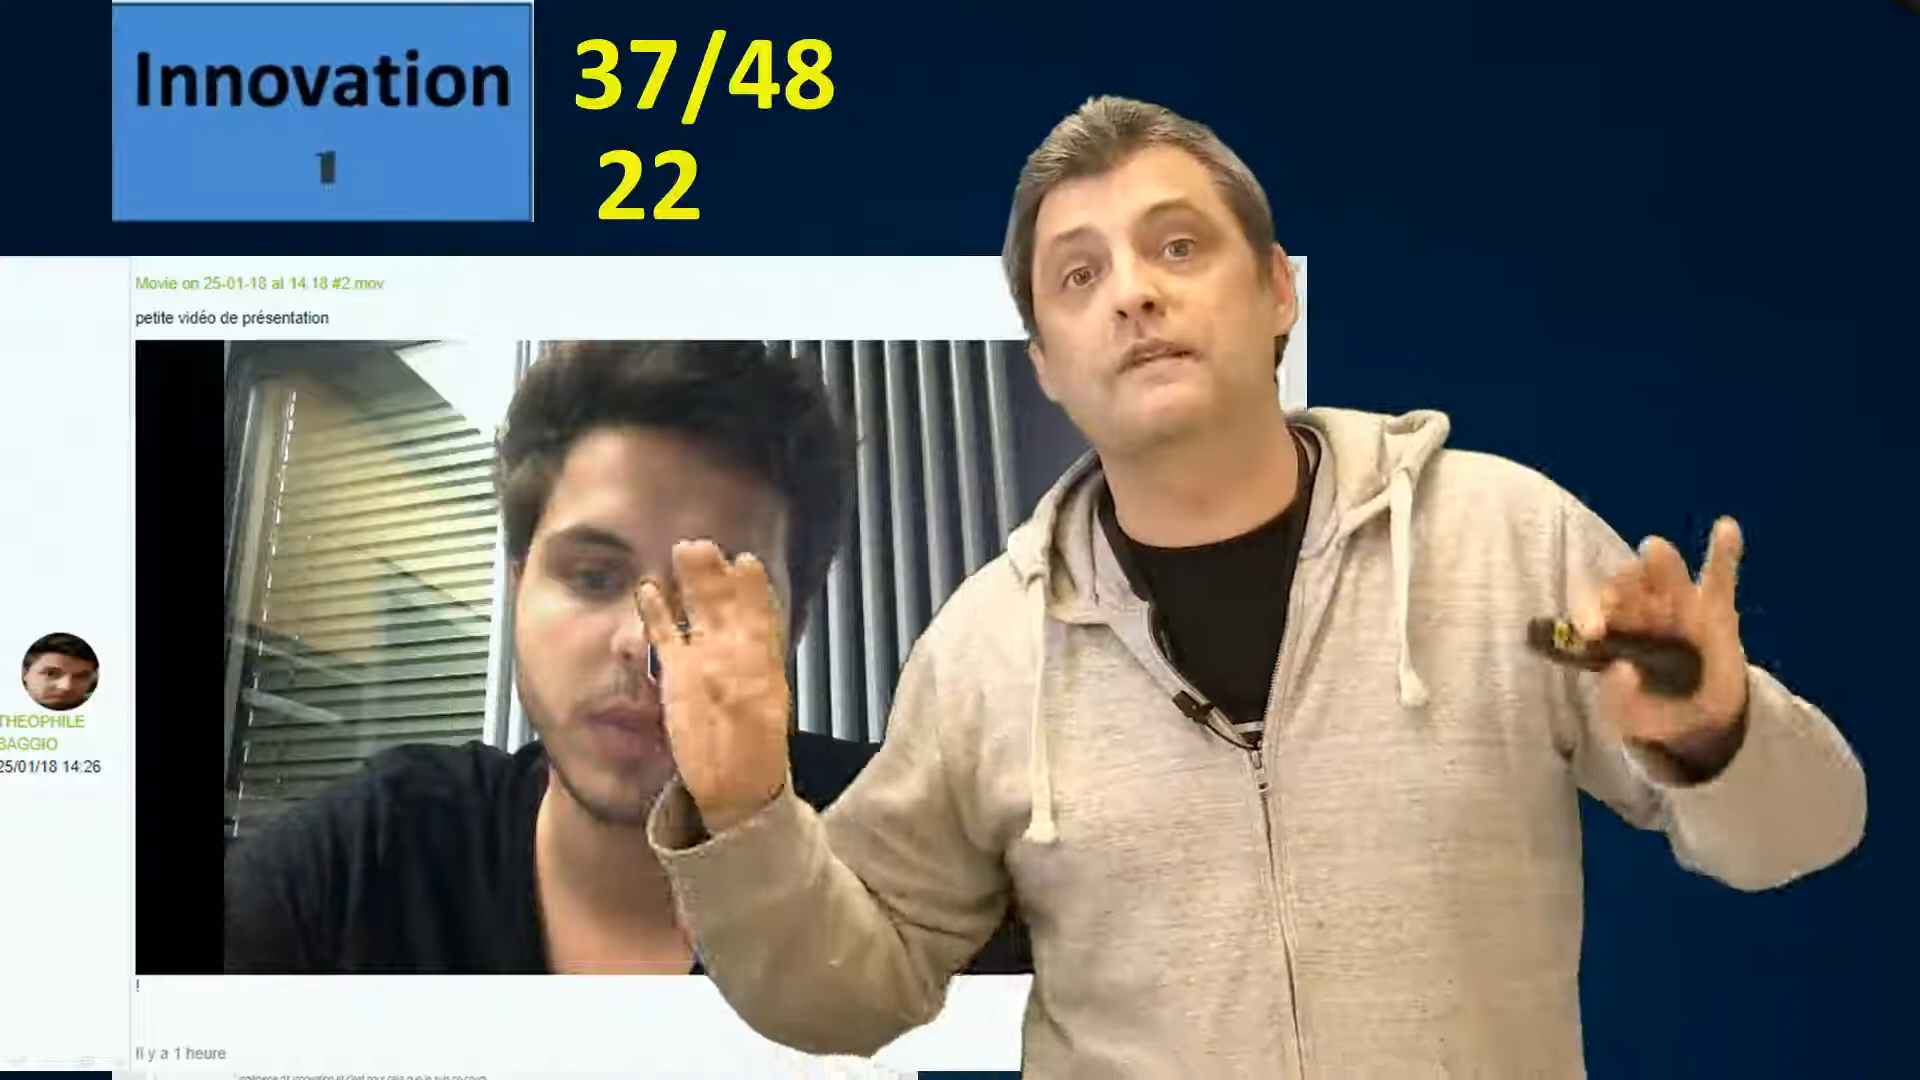 Innovation
1
37/48
22
Movie on 25-01-18 at 14.18 #2.mov
petite vidéo de présentation
THEOPHILE
BAGGIO
25/01/18 14:26
!
Il y a 1 heure